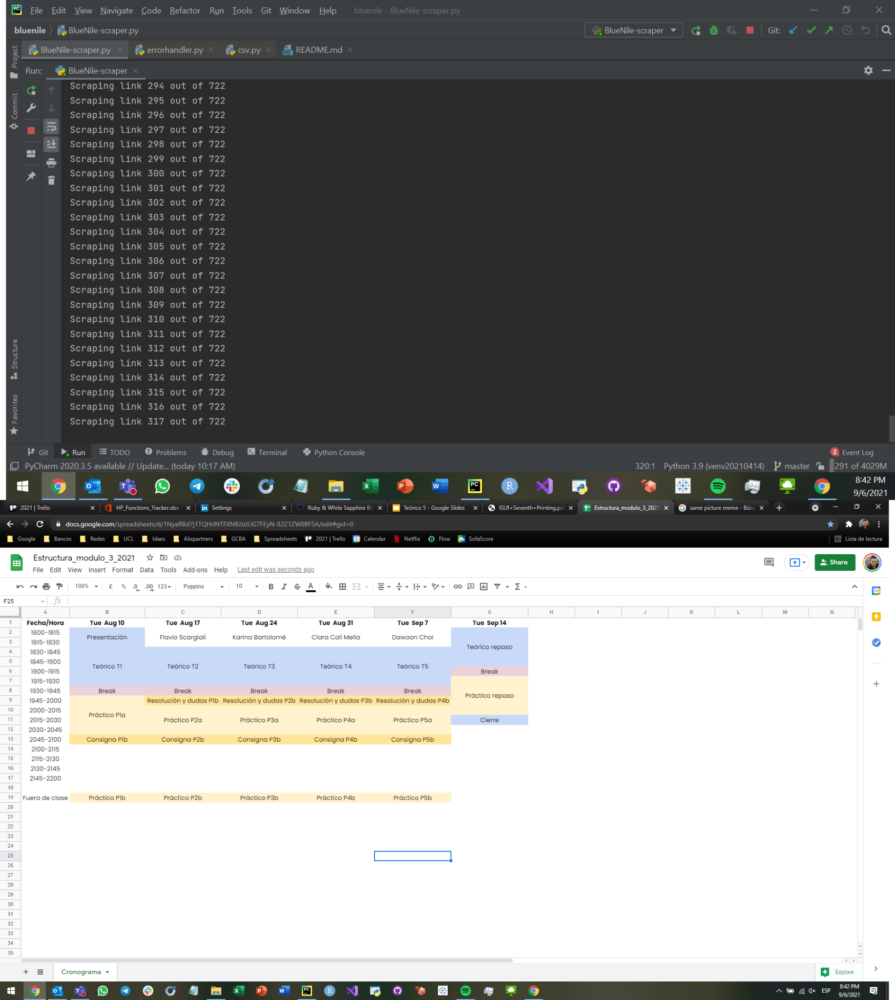 PC File Edit View Navigate Code Refactor Run Tools Git Window Help bluenile - BlueNile-scraper.py
bluenile BlueNile-scraper.py BlueNile-scraper Git:
BlueNile-scraper.py errorhandler.py csv.py README.md
Project
Run: BlueNile-scraper
Commit
Scraping link 294 out of 722
Scraping link 295 out of 722
Scraping link 296 out of 722
Scraping link 297 out of 722
Scraping link 298 out of 722
Scraping link 299 out of 722
Scraping link 300 out of 722
Scraping link 301 out of 722
Scraping link 302 out of 722
Scraping link 303 out of 722
Scraping link 304 out of 722
Scraping link 305 out of 722
Scraping link 306 out of 722
Scraping link 307 out of 722
Scraping link 308 out of 722
Scraping link 309 out of 722
Scraping link 310 out of 722
Scraping link 311 out of 722
Scraping link 312 out of 722
Scraping link 313 out of 722
Scraping link 314 out of 722
Scraping link 315 out of 722
Scraping link 316 out of 722
Scraping link 317 out of 722
Structure
Favorites
Git Run TODO Problems Debug Terminal Python Console 2 Event Log
PyCharm 2020.3.5 available // Update... (today 10:17 AM) 320:1 Python 3.9 (venv20210414) master 291 of 4029M
8:42 PM
9/6/2021
2021 | Trello HP_Functions_Tracker.xlsx Settings Ruby & White Sapphire Teórico 5 - Google Slides ISLR+Seventh+Printing.pd Estructura_modulo_3_2021 same picture meme - Bús
docs.google.com/spreadsheets/d/1NyaRBd7j1TQHrINTFXNBJJzIUG7FEyN-82Z1ZW0BFSA/edit#gid=0
Google Bancos Redes UCL Idaes Alixpartners GCBA Spreadsheets 2021 | Trello Calendar Netflix Flow SofaScore Lista de lectura
Estructura_modulo_3_2021
File Edit View Insert Format Data Tools Add-ons Help Last edit was seconds ago Share
100% £ % .0 .00 123 Poppins 10 B I S A
F25 fx
A B C D E F G H I J K L M N
1 Fecha/Hora Tue Aug 10 Tue Aug 17 Tue Aug 24 Tue Aug 31 Tue Sep 7 Tue Sep 14
2 1800-1815
Presentación Flavio Scargiali Karina Bartolomé Clara Calí Mella Dawoon Choi
3 1815-1830
Teórico repaso
4 1830-1845
5 1845-1900
Teórico T1 Teórico T2 Teórico T3 Teórico T4 Teórico T5
6 1900-1915 Break
7 1915-1930
8 1930-1945 Break Break Break Break Break
Práctico repaso
9 1945-2000 Resolución y dudas P1b Resolución y dudas P2b Resolución y dudas P3b Resolución y dudas P4b
10 2000-2015
Práctico P1a
11 2015-2030 Práctico P2a Práctico P3a Práctico P4a Práctico P5a Cierre
12 2030-2045
13 2045-2100 Consigna P1b Consigna P2b Consigna P3b Consigna P4b Consigna P5b
14 2100-2115
15 2115-2130
16 2130-2145
17 2145-2200
18
19 Fuera de clase Práctico P1b Práctico P2b Práctico P3b Práctico P4b Práctico P5b
20
21
22
23
24
25
26
27
28
29
30
31
32
33
34
35
Cronograma Explore
ESP 8:42 PM
9/6/2021